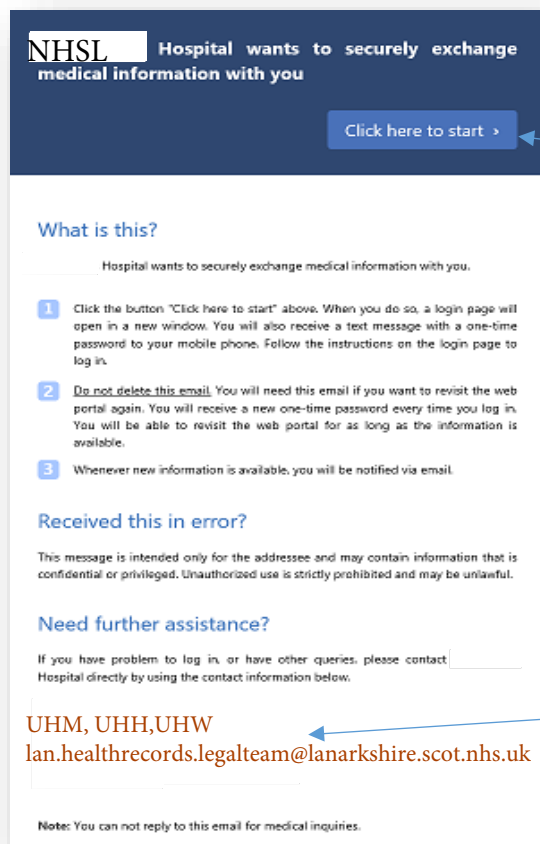 NHSL Hospital wants to securely exchange
medical information with you
Click here to start ›
What is this?
Hospital wants to securely exchange medical information with you.
1 Click the button "Click here to start" above. When you do so, a login page will
open in a new window. You will also receive a text message with a one-time
password to your mobile phone. Follow the instructions on the login page to
log in.
2 Do not delete this email. You will need this email if you want to revisit the web
portal again. You will receive a new one-time password every time you log in.
You will be able to revisit the web portal for as long as the information is
available.
3 Whenever new information is available, you will be notified via email.
Received this in error?
This message is intended only for the addressee and may contain information that is
confidential or privileged. Unauthorized use is strictly prohibited and may be unlawful.
Need further assistance?
If you have problem to log in, or have other queries, please contact
Hospital directly by using the contact information below.
UHM, UHH,UHW
lan.healthrecords.legalteam@lanarkshire.scot.nhs.uk
Note: You can not reply to this email for medical inquiries.